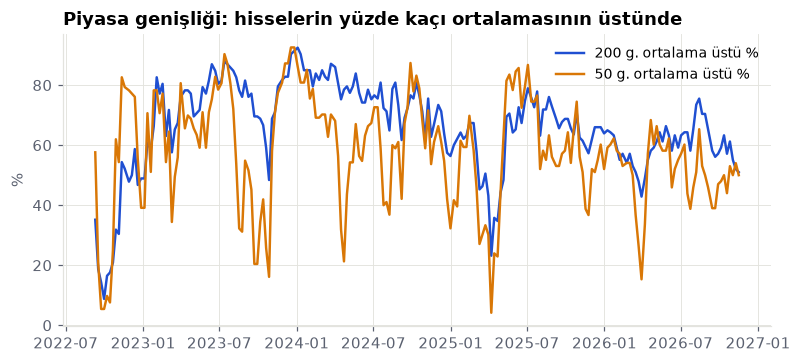 Piyasa genişliği: hisselerin yüzde kaçı ortalamasının üstünde
200 g. ortalama üstü %
50 g. ortalama üstü %
%
80
60
40
20
0
2022-07 2023-01 2023-07 2024-01 2024-07 2025-01 2025-07 2026-01 2026-07 2027-01